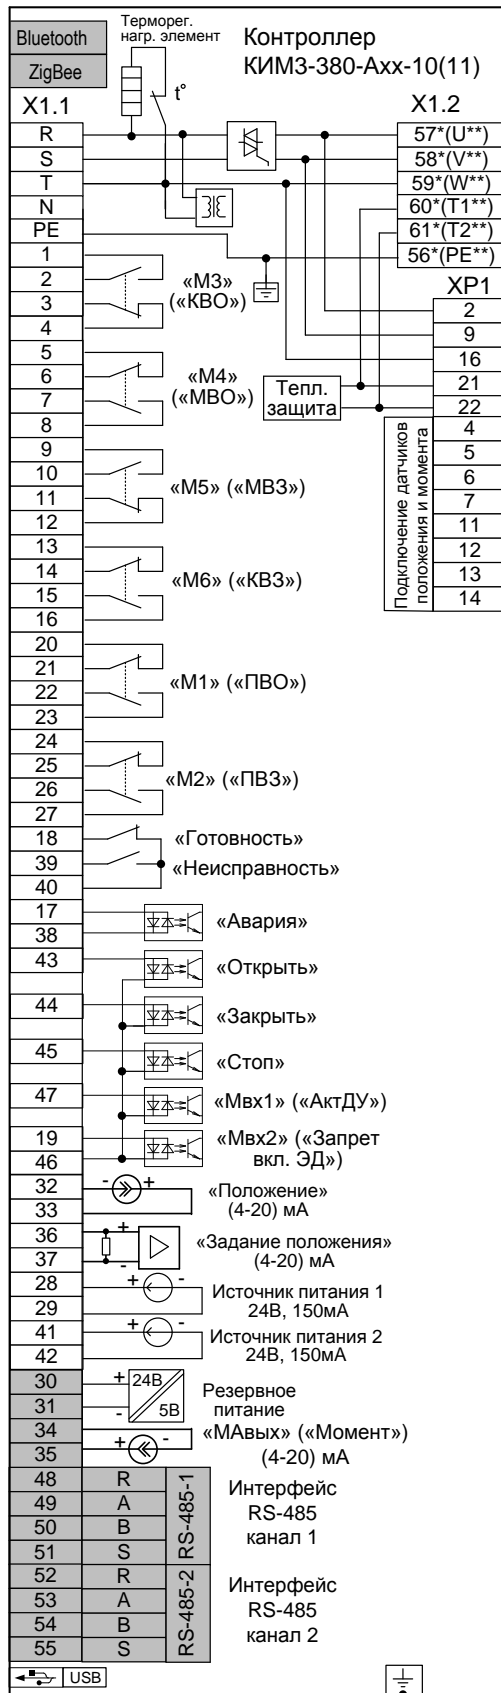 Bluetooth
ZigBee
Терморег.
нагр. элемент
Контроллер
КИМ3-380-Ахх-10(11)
t°
X1.1
X1.2
R
57*(U**)
S
58*(V**)
T
59*(W**)
N
60*(T1**)
PE
61*(T2**)
56*(PE**)
XP1
1
2
3
4
«М3»
(«КВО»)
2
9
16
21
22
Тепл.
защита
5
6
7
8
«М4»
(«МВО»)
Подключение датчиков
положения и момента
4
5
6
7
11
12
13
14
9
10
11
12
«М5» («МВЗ»)
13
14
15
16
«М6» («КВЗ»)
20
21
22
23
«М1» («ПВО»)
24
25
26
27
«М2» («ПВЗ»)
18
«Готовность»
39
«Неисправность»
40
17
38
«Авария»
43
«Открыть»
44
«Закрыть»
45
«Стоп»
47
«Мвх1» («АктДУ»)
19
46
«Мвх2» («Запрет
вкл. ЭД»)
32
33
- +
«Положение»
(4-20) мА
36
37
+
-
«Задание положения»
(4-20) мА
28
29
+ -
Источник питания 1
24В, 150мА
41
42
+ -
Источник питания 2
24В, 150мА
30
31
+
-
24В
5В
Резервное
питание
34
35
+ -
«МАвых» («Момент»)
(4-20) мА
48 R
49 A
50 B
51 S
RS-485-1
Интерфейс
RS-485
канал 1
52 R
53 A
54 B
55 S
RS-485-2
Интерфейс
RS-485
канал 2
USB